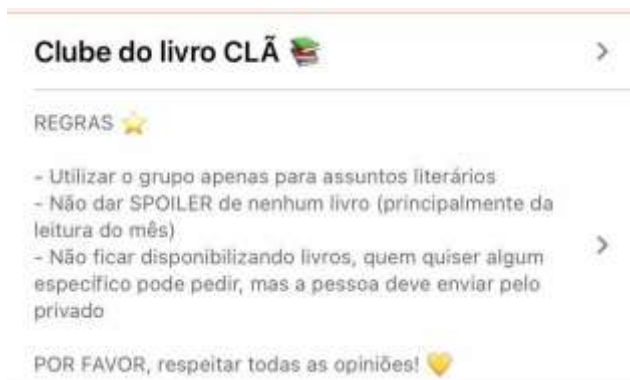 Clube do livro CLÃ 📚
REGRAS ⭐
- Utilizar o grupo apenas para assuntos literários
- Não dar SPOILER de nenhum livro (principalmente da
leitura do mês)
- Não ficar disponibilizando livros, quem quiser algum
específico pode pedir, mas a pessoa deve enviar pelo
privado
POR FAVOR, respeitar todas as opiniões! 💛